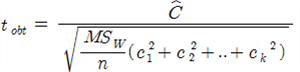 t_obt = Ĉ / √( MS_W / n (c_1^2 + c_2^2 + .. + c_k^2) )